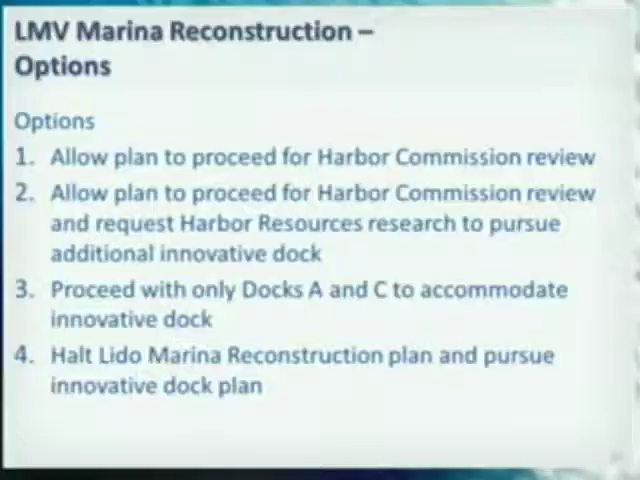 LMV Marina Reconstruction –
Options
Options
1. Allow plan to proceed for Harbor Commission review
2. Allow plan to proceed for Harbor Commission review
and request Harbor Resources research to pursue
additional innovative dock
3. Proceed with only Docks A and C to accommodate
innovative dock
4. Halt Lido Marina Reconstruction plan and pursue
innovative dock plan